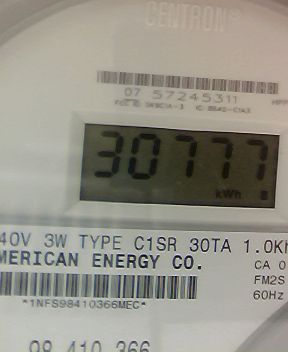 CENTRON®
07 57245311
30777
kWh
40V 3W TYPE C1SR 30TA 1.0Kh
MERICAN ENERGY CO.
CA 0
FM2S
60Hz
*1NFS98410366MEC*
98 410 366